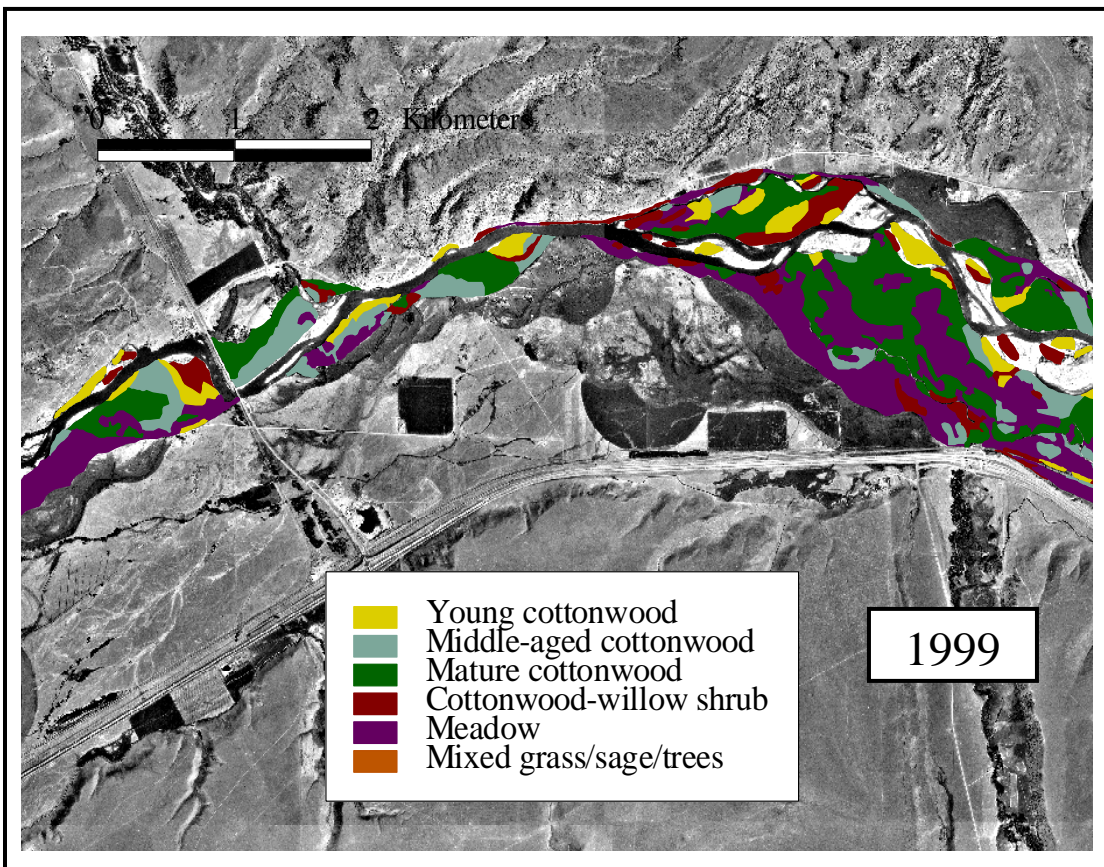 0 1 2 Kilometers
Young cottonwood
Middle-aged cottonwood
Mature cottonwood
Cottonwood-willow shrub
Meadow
Mixed grass/sage/trees
1999